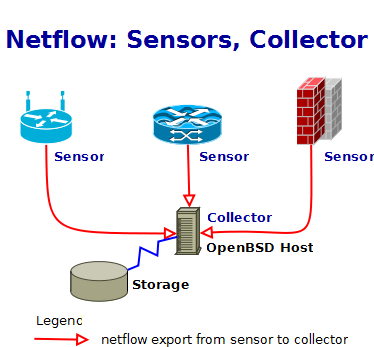 Netflow: Sensors, Collector
Sensor
Sensor
Sensor
Collector
OpenBSD Host
Storage
Legend
netflow export from sensor to collector